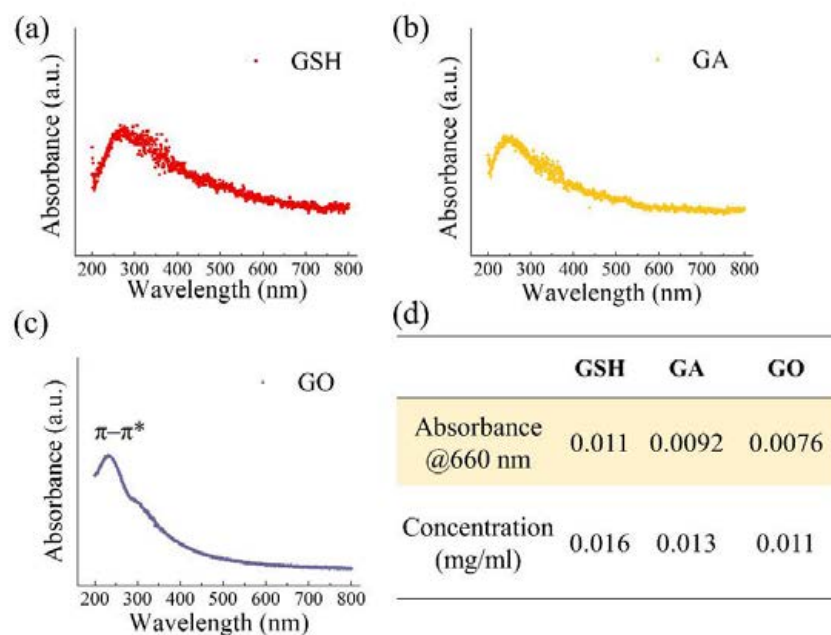 (a)
GSH
Absorbance (a.u.)
200 300 400 500 600 700 800
Wavelength (nm)
(b)
GA
Absorbance (a.u.)
200 300 400 500 600 700 800
Wavelength (nm)
(c)
GO
π–π*
Absorbance (a.u.)
200 300 400 500 600 700 800
Wavelength (nm)
(d)
GSH GA GO
Absorbance
@660 nm
0.011 0.0092 0.0076
Concentration
(mg/ml)
0.016 0.013 0.011